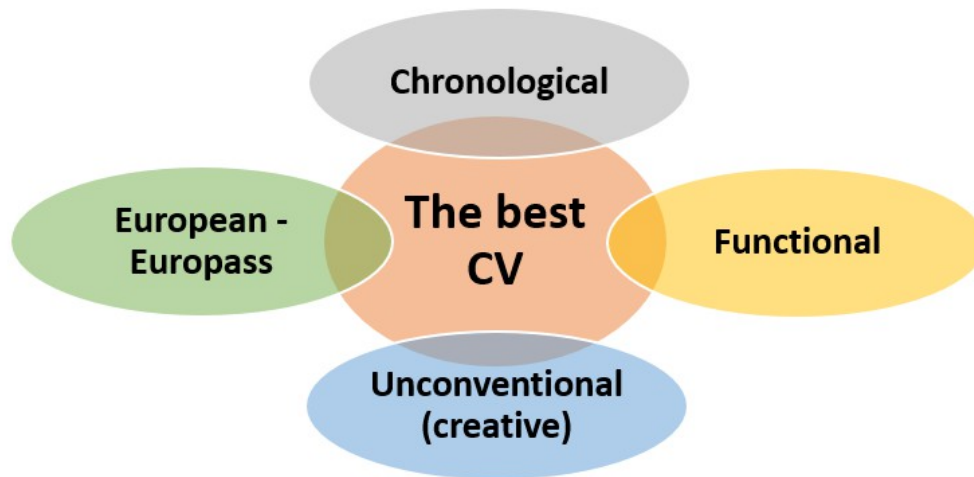 Chronological
European -
Europass
The best
CV
Functional
Unconventional
(creative)